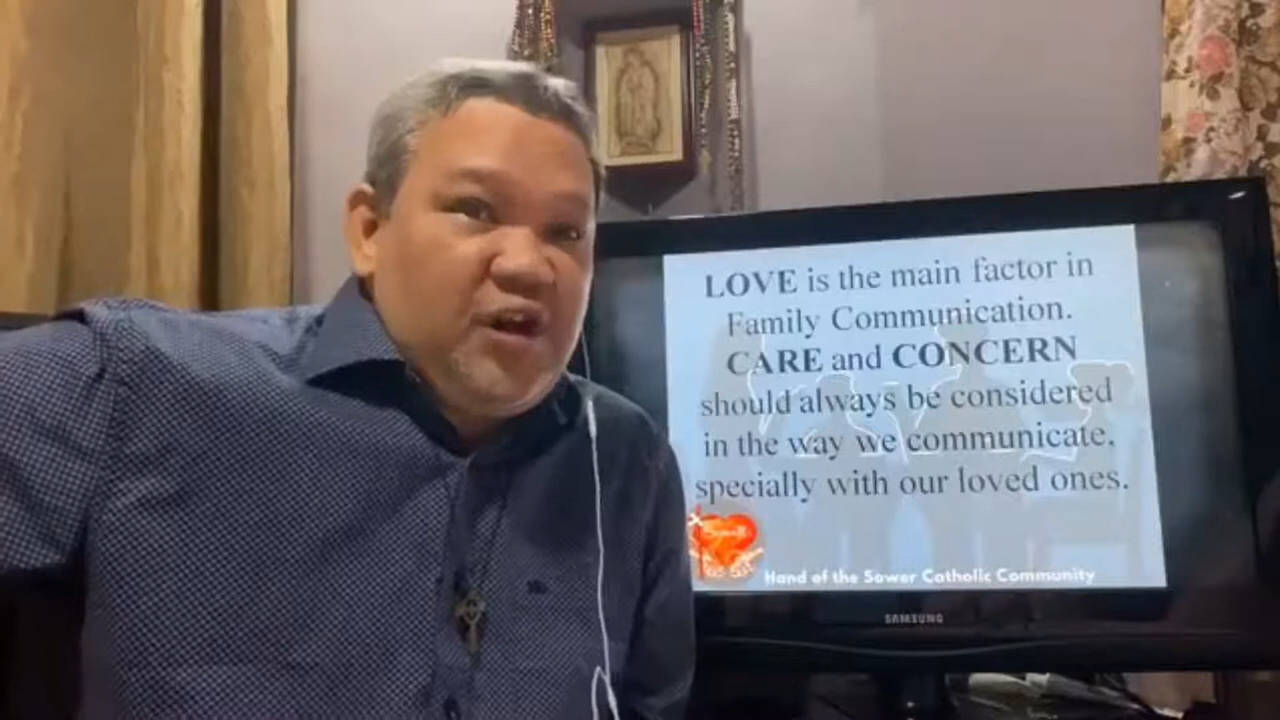 LOVE is the main factor in
Family Communication.
CARE and CONCERN
should always be considered
in the way we communicate,
specially with our loved ones.
Hand of the Sower Catholic Community
SAMSUNG